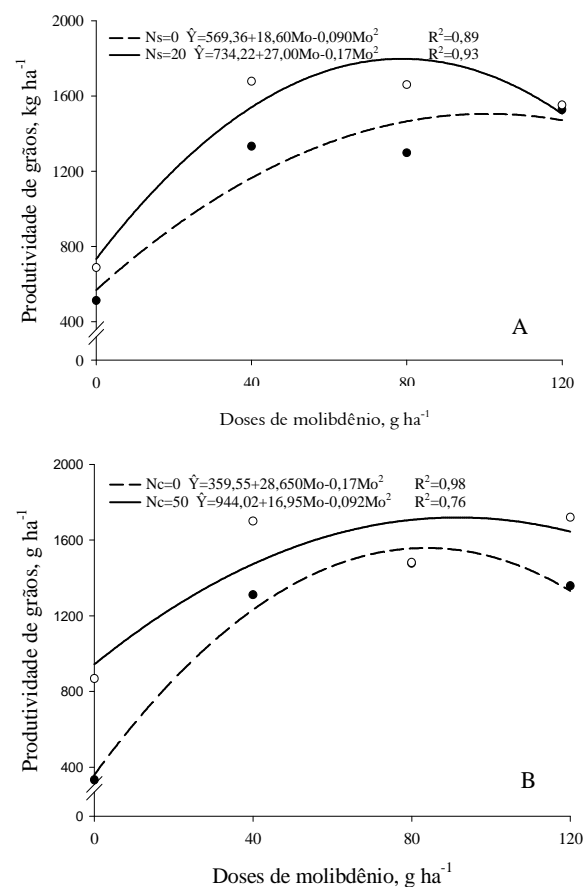 2000
Ns=0 Ŷ=569,36+18,60Mo-0,090Mo² R²=0,89
Ns=20 Ŷ=734,22+27,00Mo-0,17Mo² R²=0,93
1600
1200
800
400
0
Produtividade de grãos, kg ha⁻¹
A
0 40 80 120
Doses de molibdênio, g ha⁻¹
2000
Nc=0 Ŷ=359,55+28,650Mo-0,17Mo² R²=0,98
Nc=50 Ŷ=944,02+16,95Mo-0,092Mo² R²=0,76
1600
1200
800
400
0
Produtividade de grãos, g ha⁻¹
B
0 40 80 120
Doses de molibdênio, g ha⁻¹